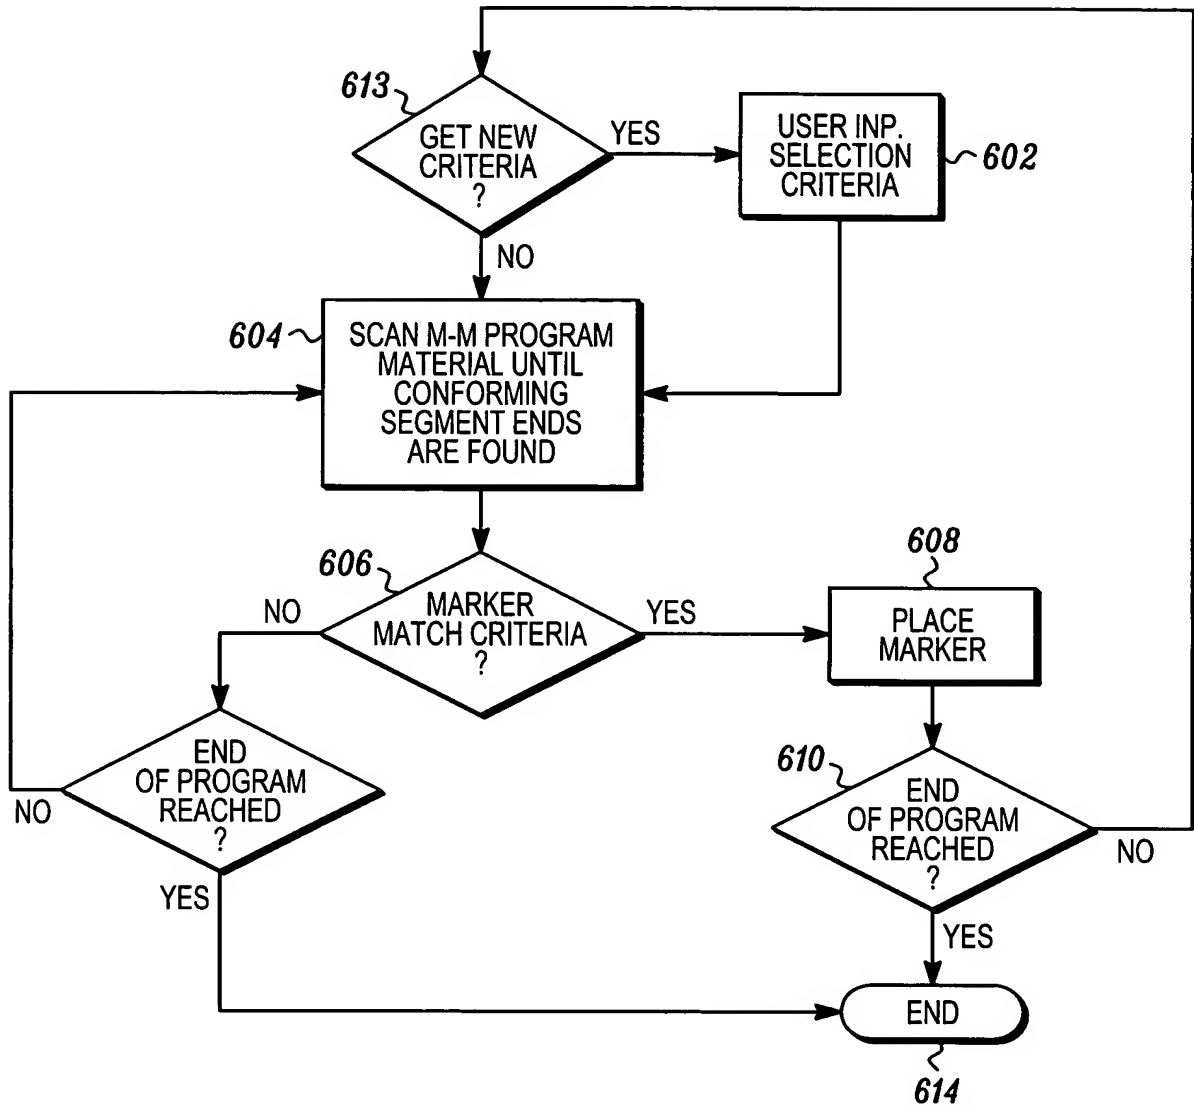 613
GET NEW
CRITERIA
?
YES
USER INP.
SELECTION
CRITERIA
602
NO
604
SCAN M-M PROGRAM
MATERIAL UNTIL
CONFORMING
SEGMENT ENDS
ARE FOUND
606
MARKER
MATCH CRITERIA
?
NO
YES
608
PLACE
MARKER
END
OF PROGRAM
REACHED
?
NO
YES
610
END
OF PROGRAM
REACHED
?
NO
YES
END
614